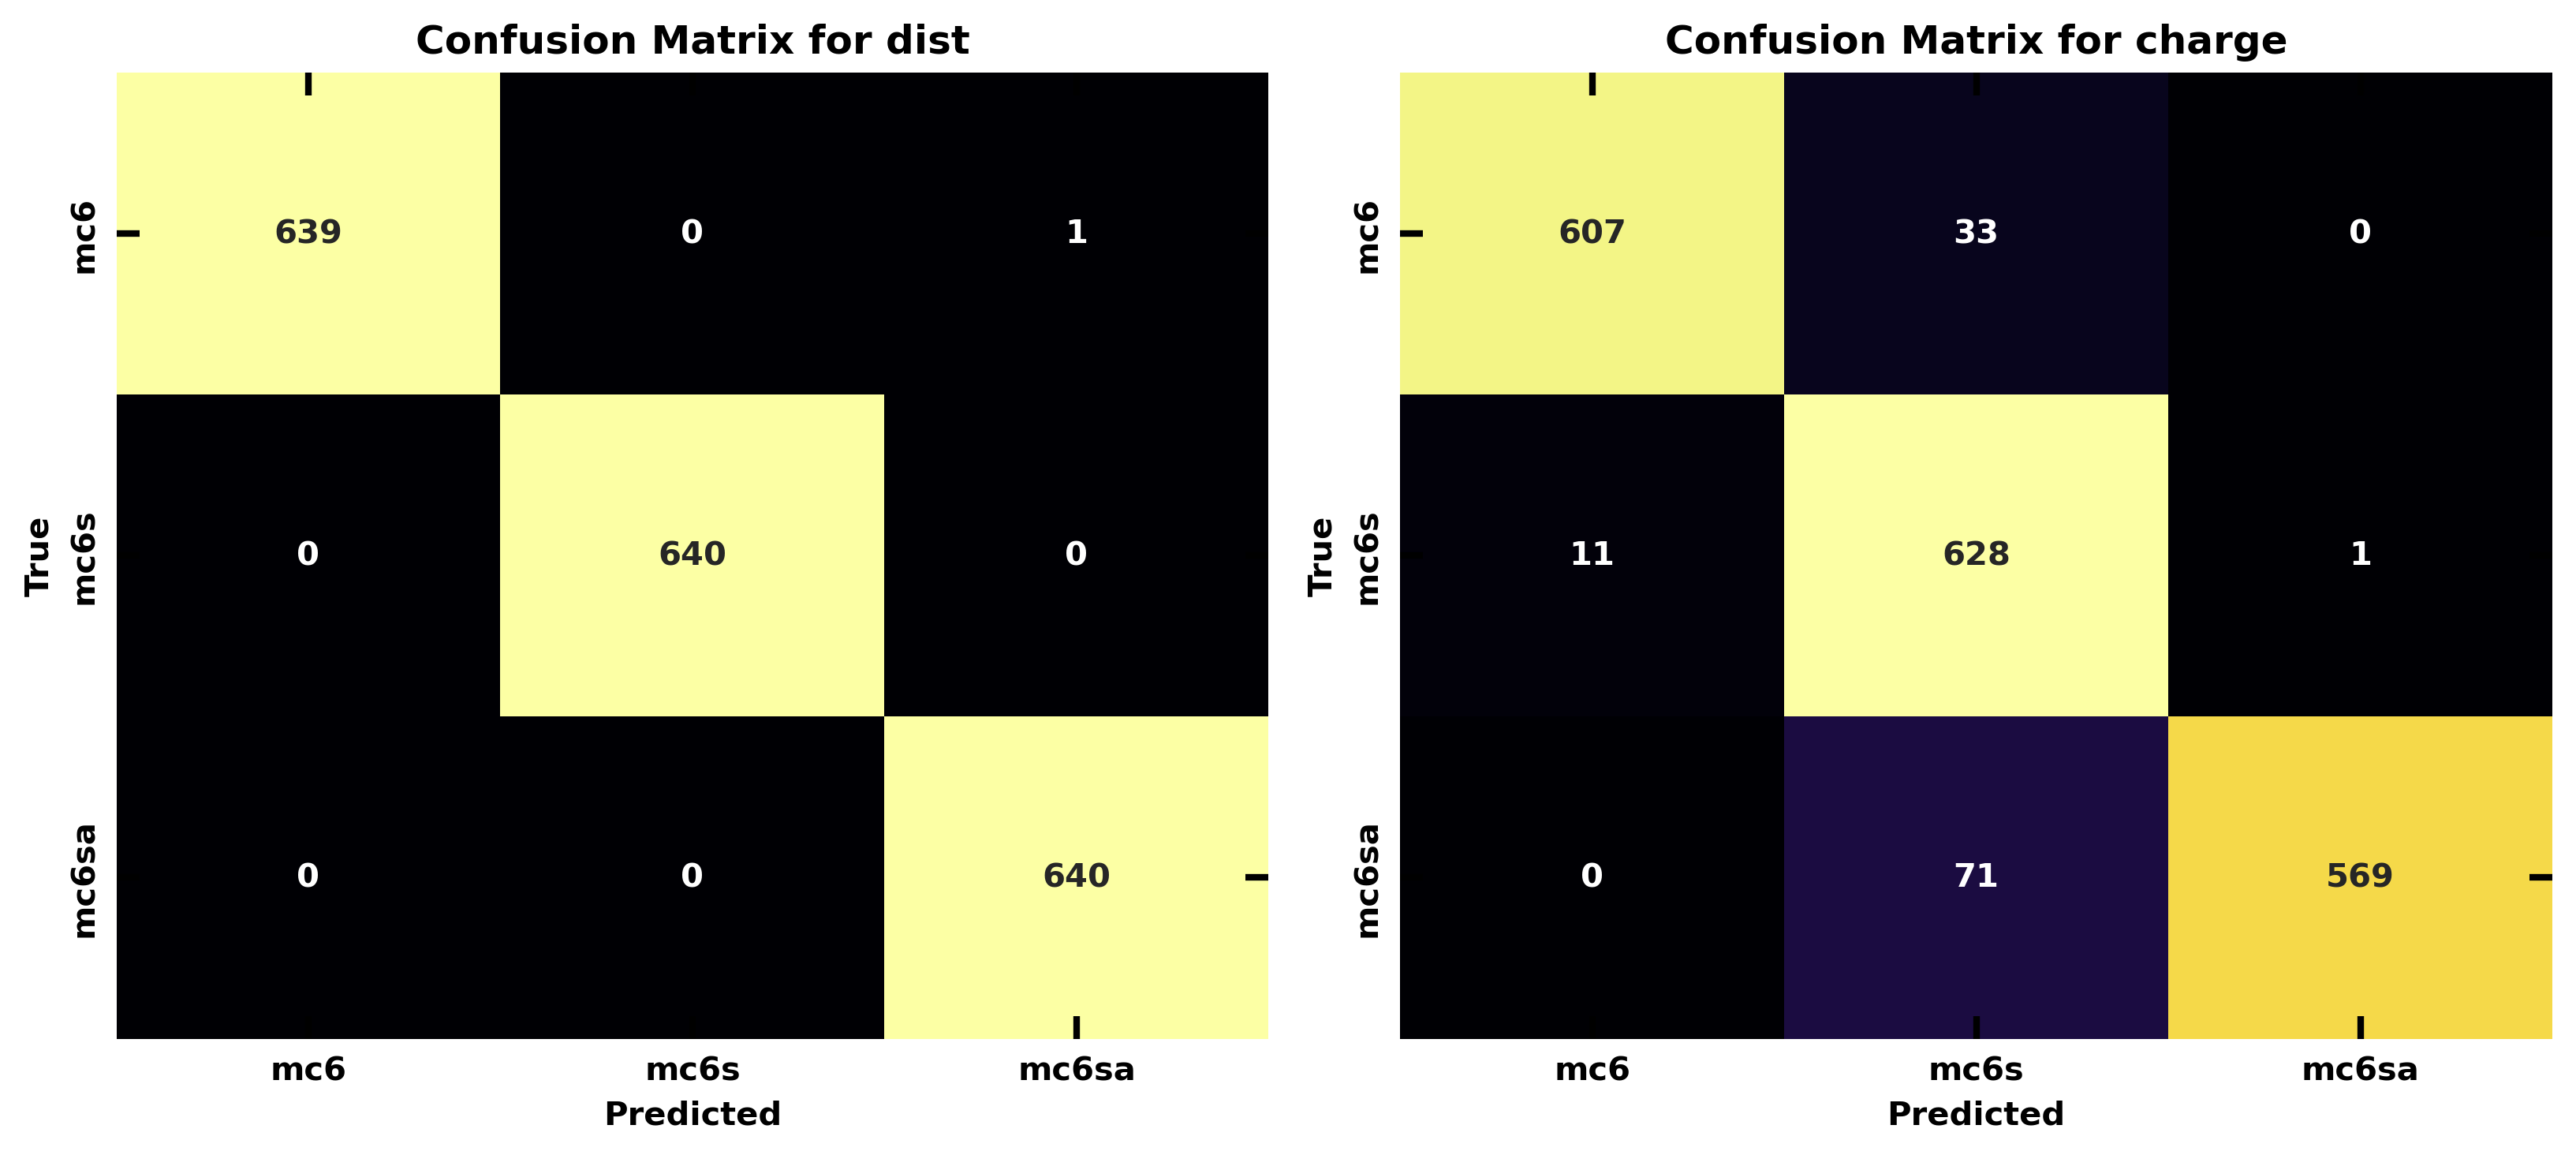 Confusion Matrix for dist
True
mc6
639 0 1
mc6s
0 640 0
mc6sa
0 0 640
mc6 mc6s mc6sa
Predicted
Confusion Matrix for charge
True
mc6
607 33 0
mc6s
11 628 1
mc6sa
0 71 569
mc6 mc6s mc6sa
Predicted